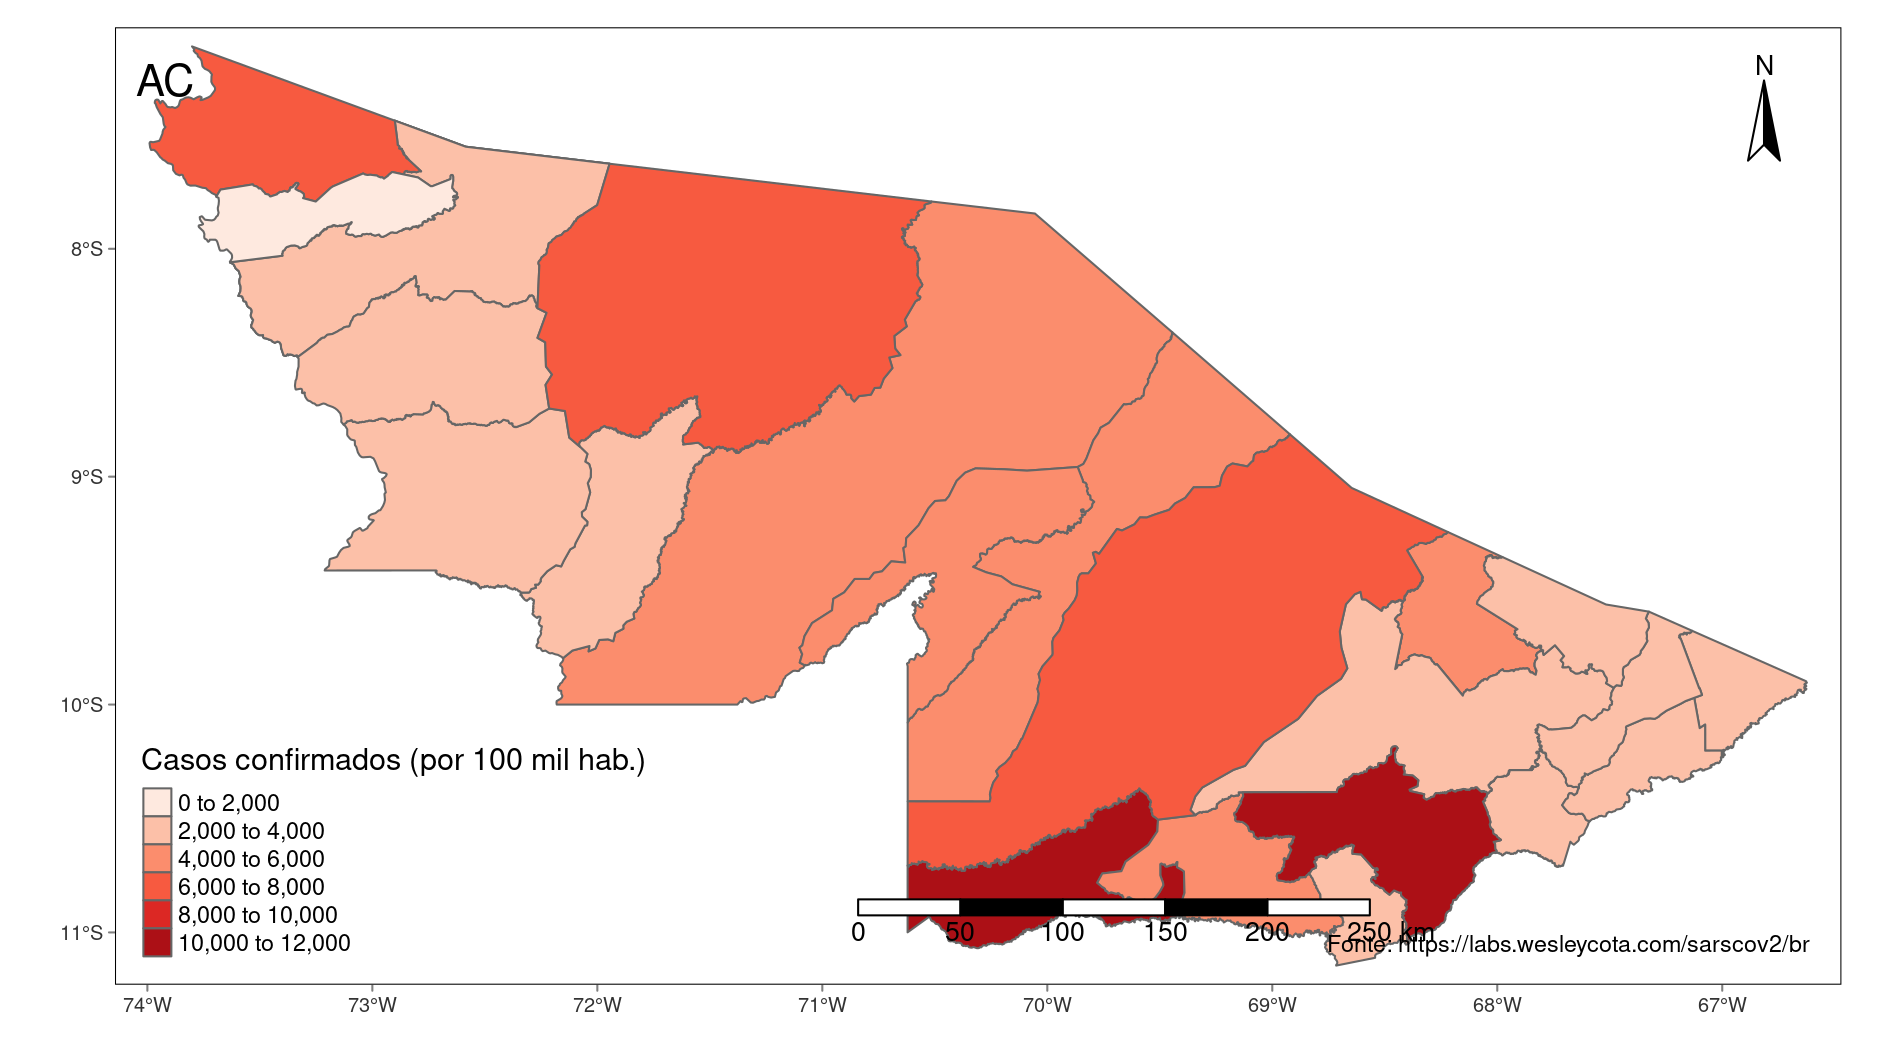 AC
N
8°S
9°S
10°S
11°S
Casos confirmados (por 100 mil hab.)
0 to 2,000
2,000 to 4,000
4,000 to 6,000
6,000 to 8,000
8,000 to 10,000
10,000 to 12,000
0 50 100 150 200 250 km
Fonte: https://labs.wesleycota.com/sarscov2/br
74°W 73°W 72°W 71°W 70°W 69°W 68°W 67°W